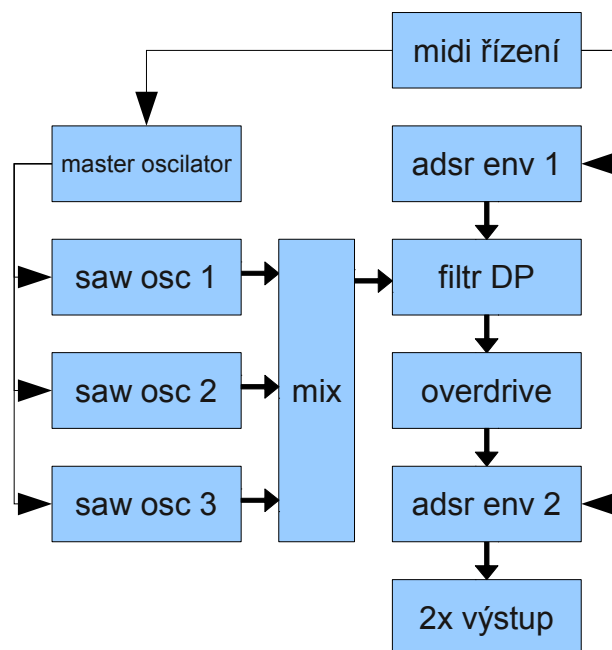 midi řízení
master oscilator
adsr env 1
saw osc 1
filtr DP
saw osc 2
mix
overdrive
saw osc 3
adsr env 2
2x výstup